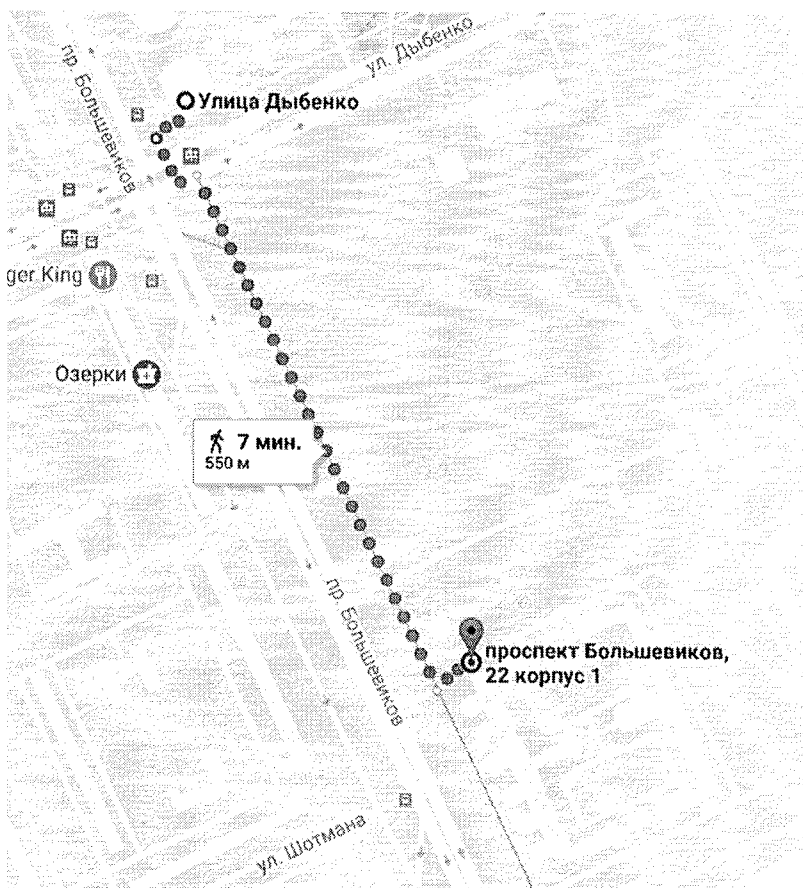 ул. Дыбенко
пр. Большевиков
Улица Дыбенко
ger King
Озерки
7 мин.
550 м
пр. Большевиков
проспект Большевиков,
22 корпус 1
ул. Шотмана